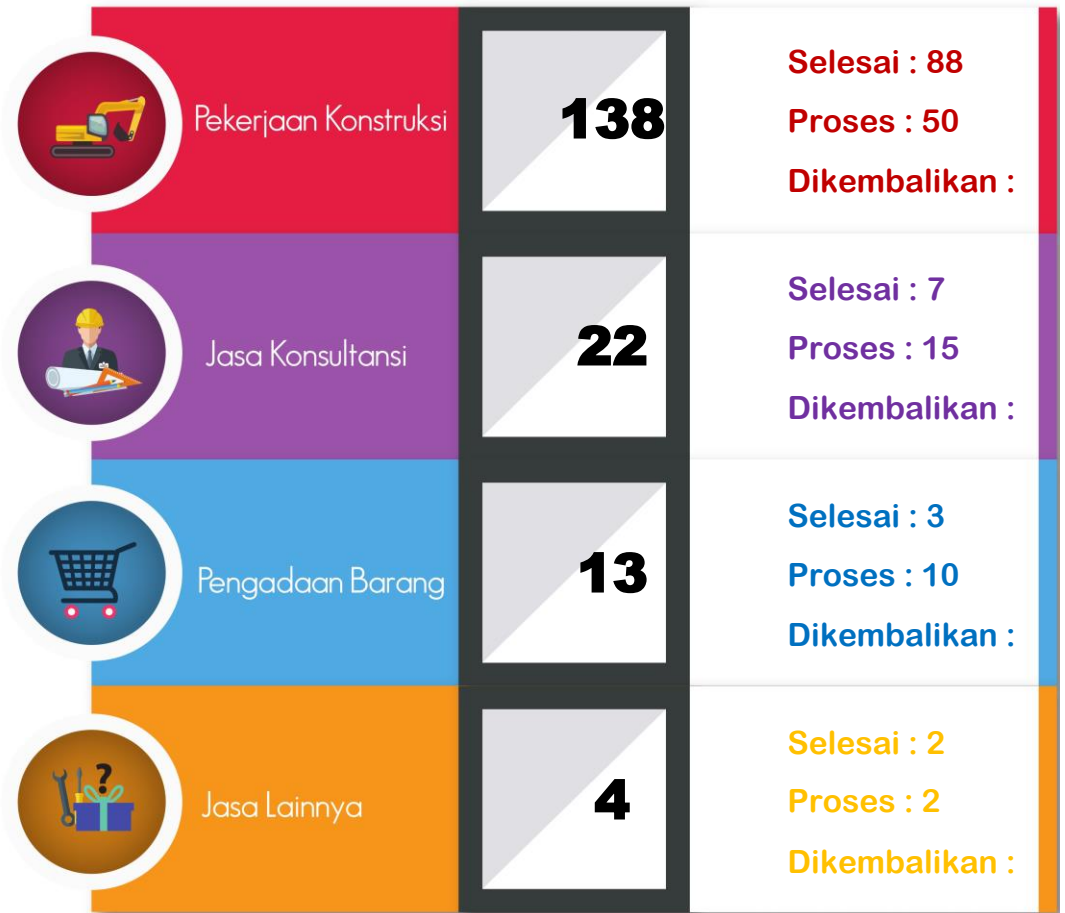 Pekerjaan Konstruksi
138
Selesai : 88
Proses : 50
Dikembalikan :
Jasa Konsultansi
22
Selesai : 7
Proses : 15
Dikembalikan :
Pengadaan Barang
13
Selesai : 3
Proses : 10
Dikembalikan :
?
Jasa Lainnya
4
Selesai : 2
Proses : 2
Dikembalikan :